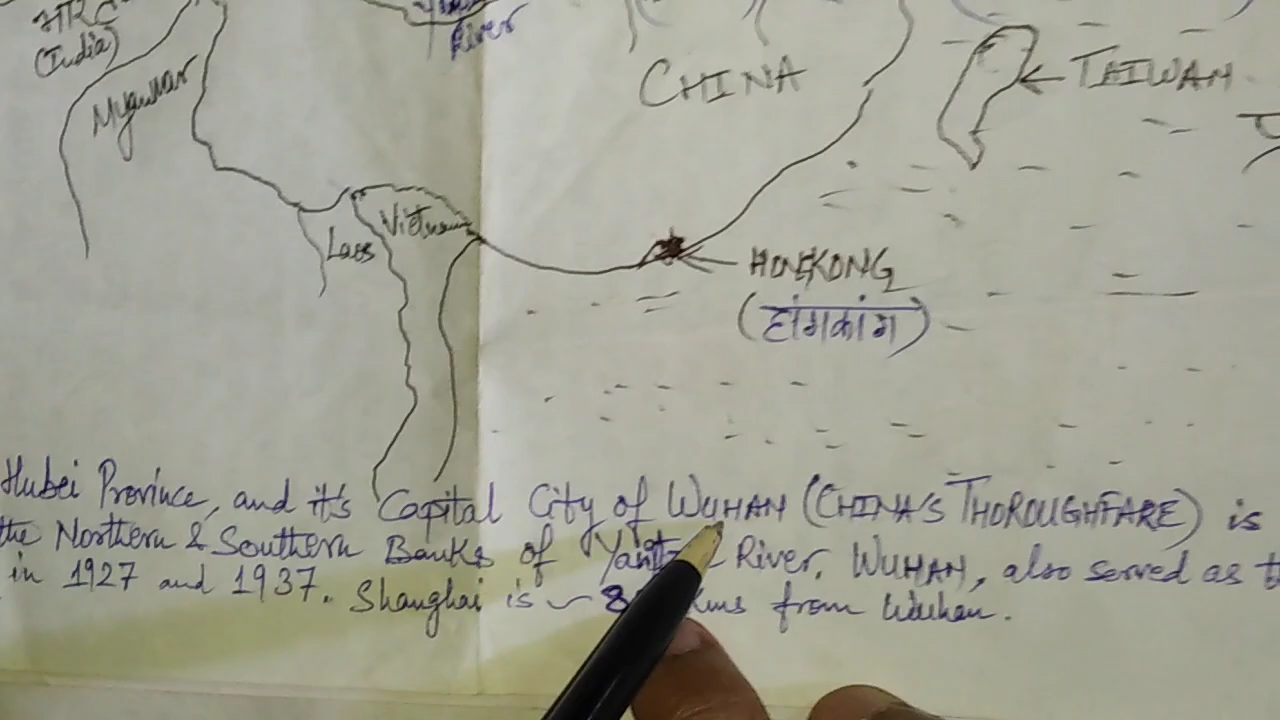 भारत
(India)
Myanmar
River
CHINA
TAIWAN
Laos
Vietnam
HONKONG
(हांगकांग)
Hubei Province, and it's Capital City of WUHAN (CHINA'S THOROUGHFARE) is
the Northern & Southern Banks of River. WUHAN, also served as
in 1927 and 1937. Shanghai is ~ kms from Wuhan.